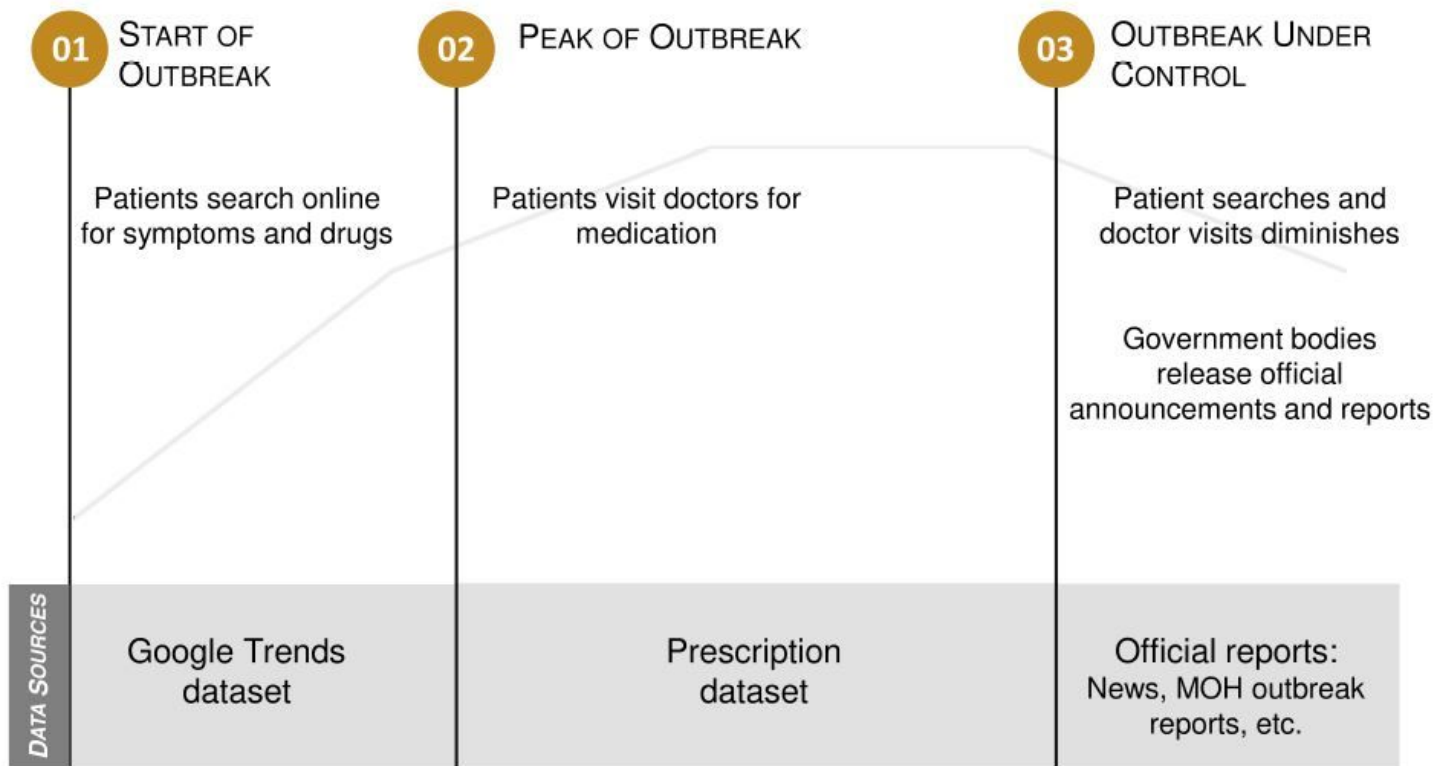 01
START OF
OUTBREAK
Patients search online
for symptoms and drugs
02
PEAK OF OUTBREAK
Patients visit doctors for
medication
03
OUTBREAK UNDER
CONTROL
Patient searches and
doctor visits diminishes
Government bodies
release official
announcements and reports
DATA SOURCES
Google Trends
dataset
Prescription
dataset
Official reports:
News, MOH outbreak
reports, etc.